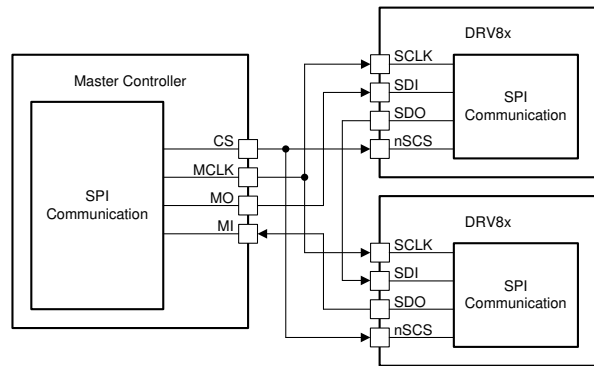 Master Controller
SPI
Communication
CS
MCLK
MO
MI
DRV8x
SCLK
SDI
SDO
nSCS
SPI
Communication
DRV8x
SCLK
SDI
SDO
nSCS
SPI
Communication